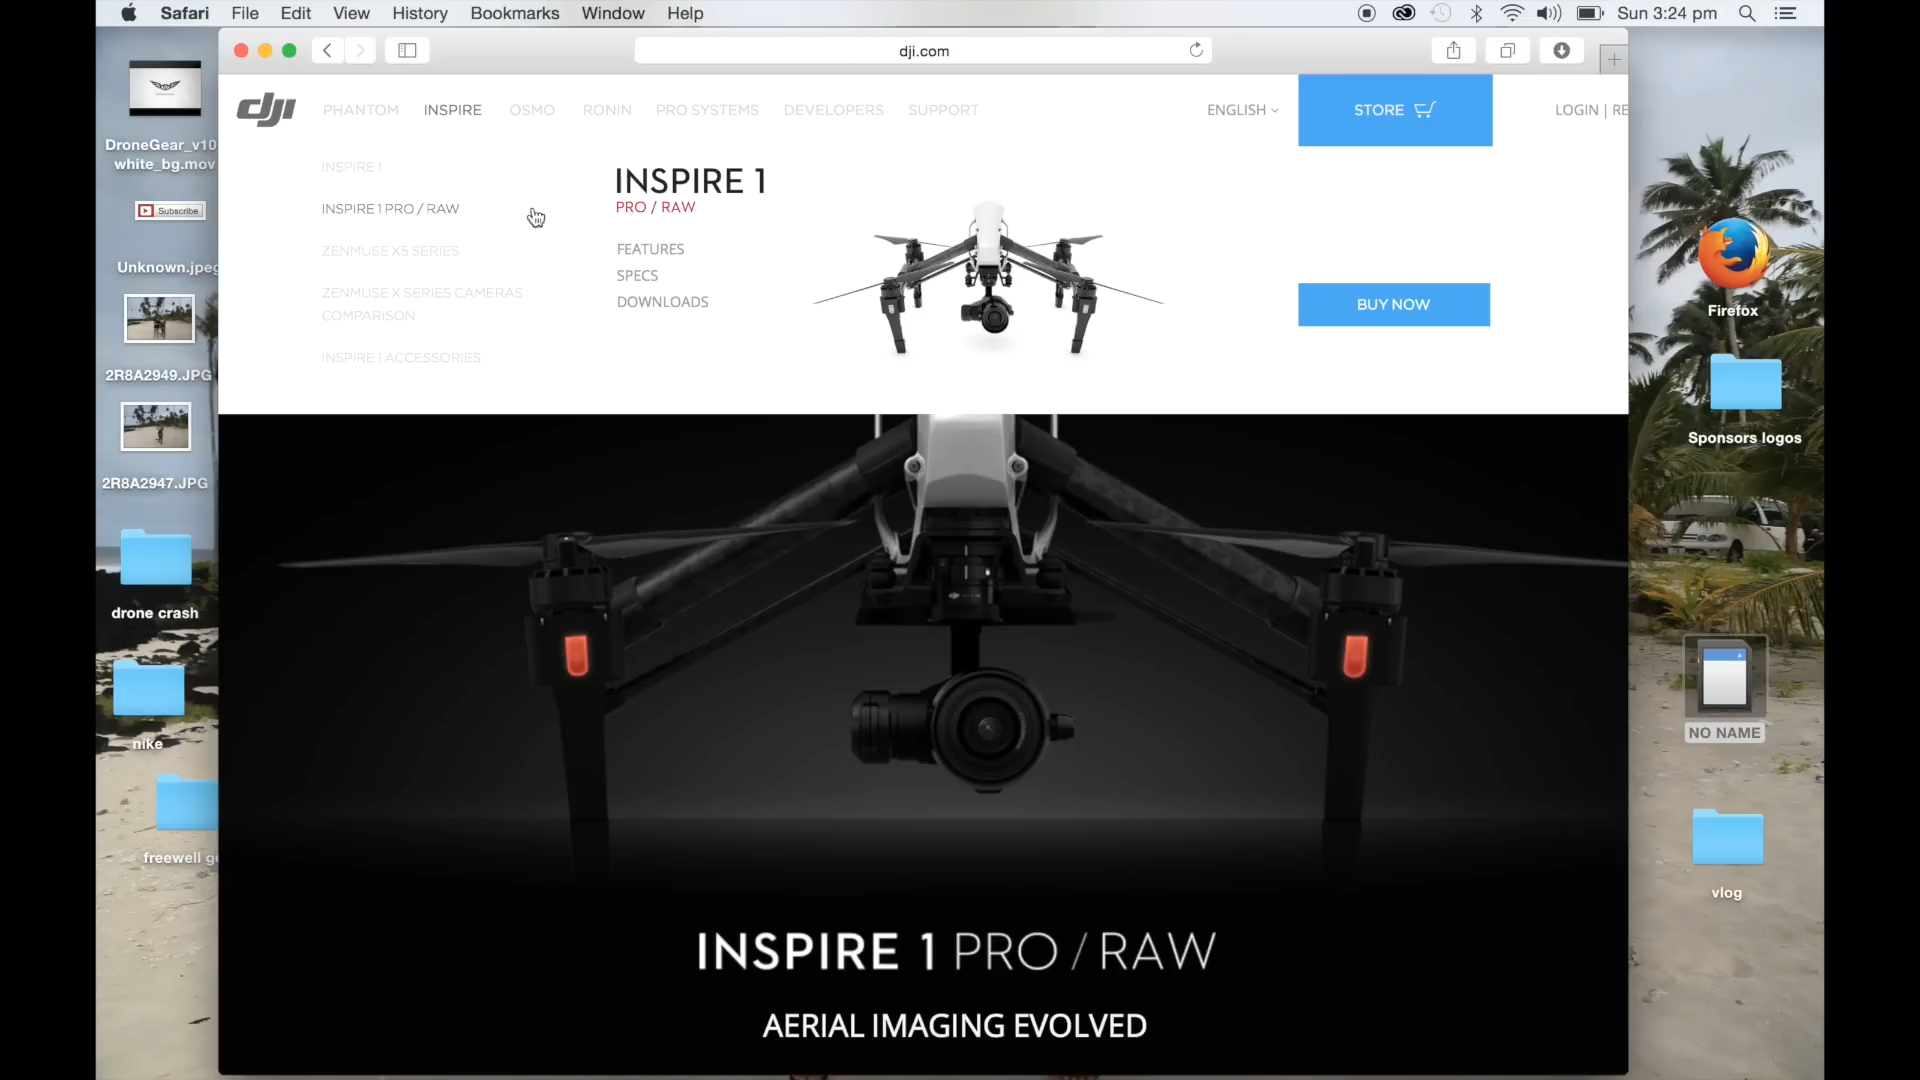 Safari File Edit View History Bookmarks Window Help
Sun 3:24 pm
dji.com
dji PHANTOM INSPIRE OSMO RONIN PRO SYSTEMS DEVELOPERS SUPPORT
ENGLISH
STORE
LOGIN | RE
INSPIRE 1
INSPIRE 1 PRO / RAW
ZENMUSE X5 SERIES
ZENMUSE X SERIES CAMERAS
COMPARISON
INSPIRE 1 ACCESSORIES
INSPIRE 1
PRO / RAW
FEATURES
SPECS
DOWNLOADS
BUY NOW
INSPIRE 1 PRO / RAW
AERIAL IMAGING EVOLVED
DroneGear_v10
white_bg.mov
Subscribe
Unknown.jpeg
2R8A2949.JPG
2R8A2947.JPG
drone crash
nike
freewell
Firefox
Sponsors logos
NO NAME
vlog